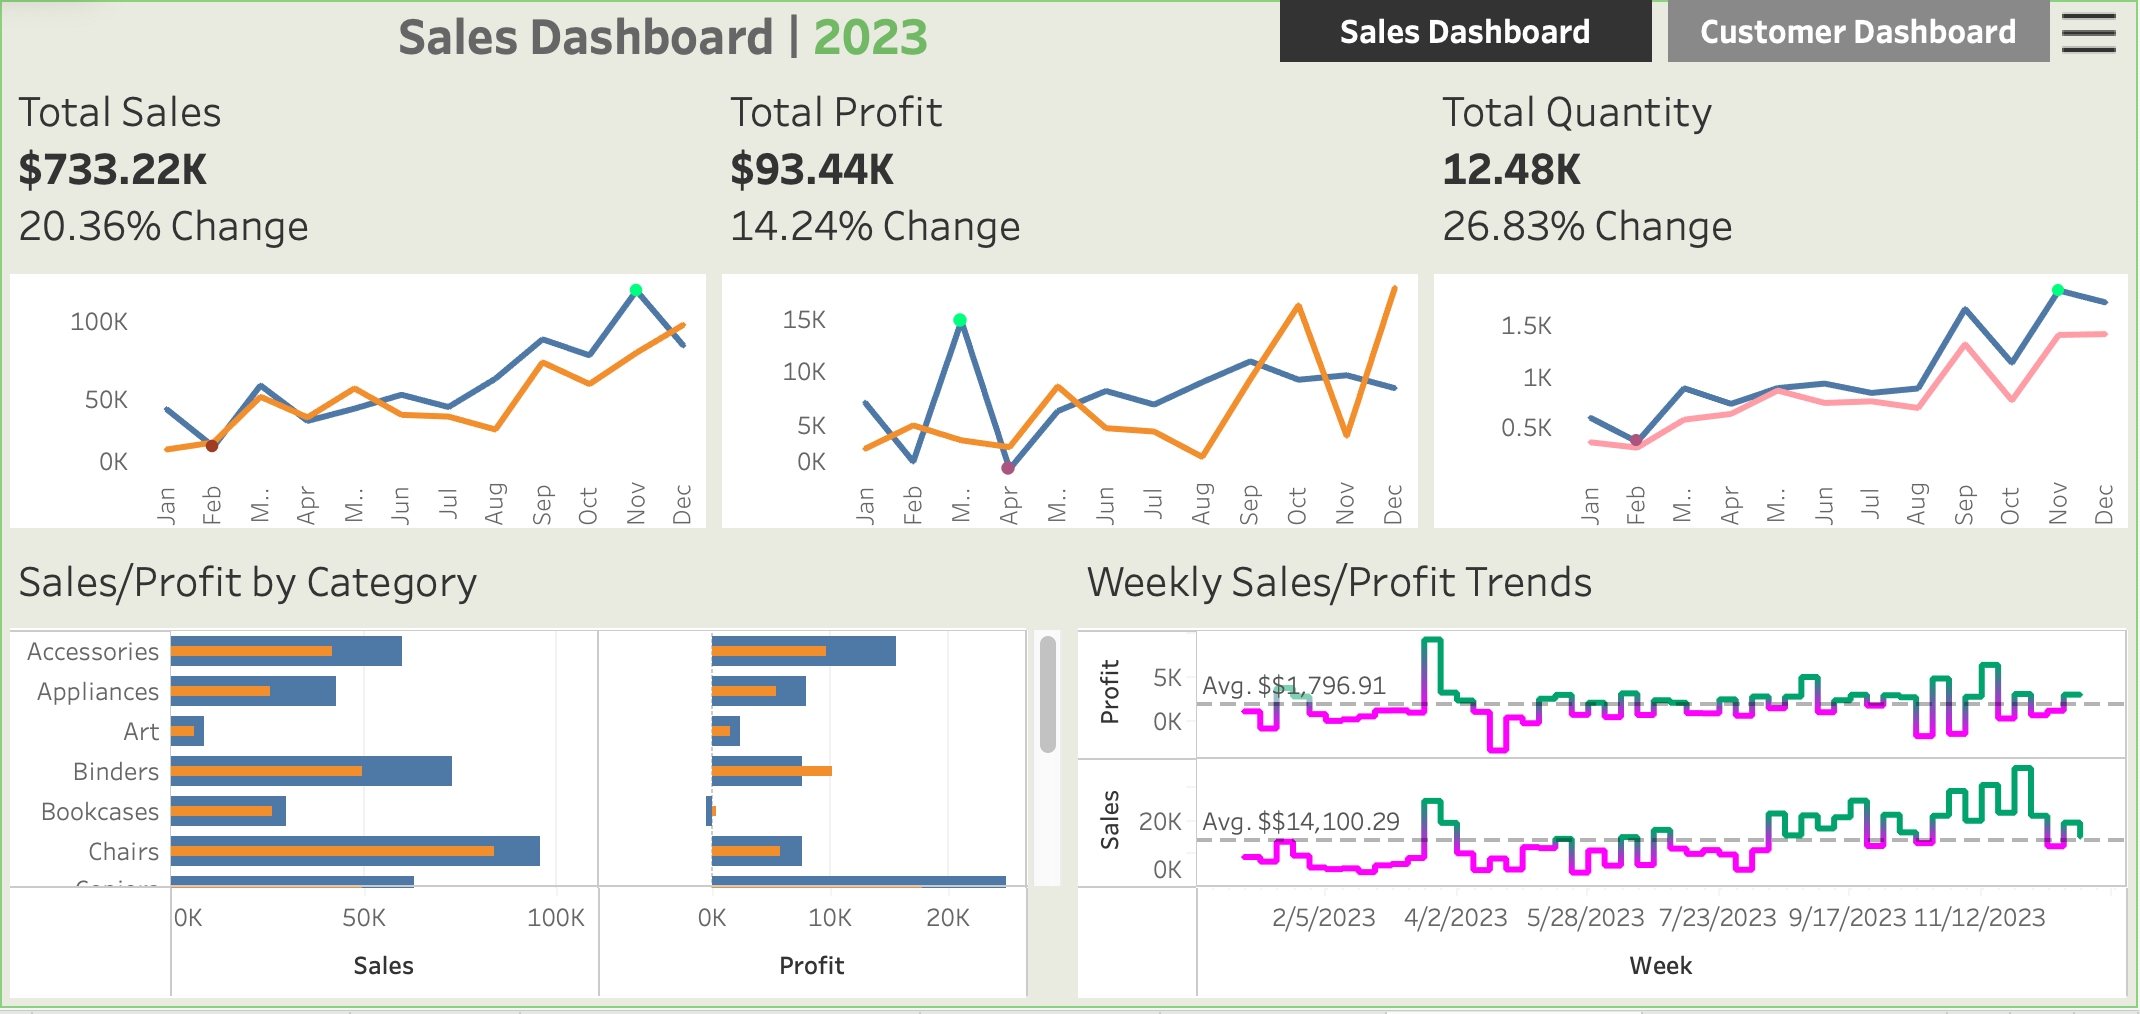 Sales Dashboard | 2023
Sales Dashboard
Customer Dashboard
Total Sales
$733.22K
20.36% Change
Total Profit
$93.44K
14.24% Change
Total Quantity
12.48K
26.83% Change
100K
50K
0K
Jan Feb M.. Apr M.. Jun Jul Aug Sep Oct Nov Dec
15K
10K
5K
0K
Jan Feb M.. Apr M.. Jun Jul Aug Sep Oct Nov Dec
1.5K
1K
0.5K
Jan Feb M.. Apr M.. Jun Jul Aug Sep Oct Nov Dec
Sales/Profit by Category
Accessories
Appliances
Art
Binders
Bookcases
Chairs
0K 50K 100K
Sales
0K 10K 20K
Profit
Weekly Sales/Profit Trends
Profit
5K
0K
Avg. $$1,796.91
Sales
20K
0K
Avg. $$14,100.29
2/5/2023 4/2/2023 5/28/2023 7/23/2023 9/17/2023 11/12/2023
Week